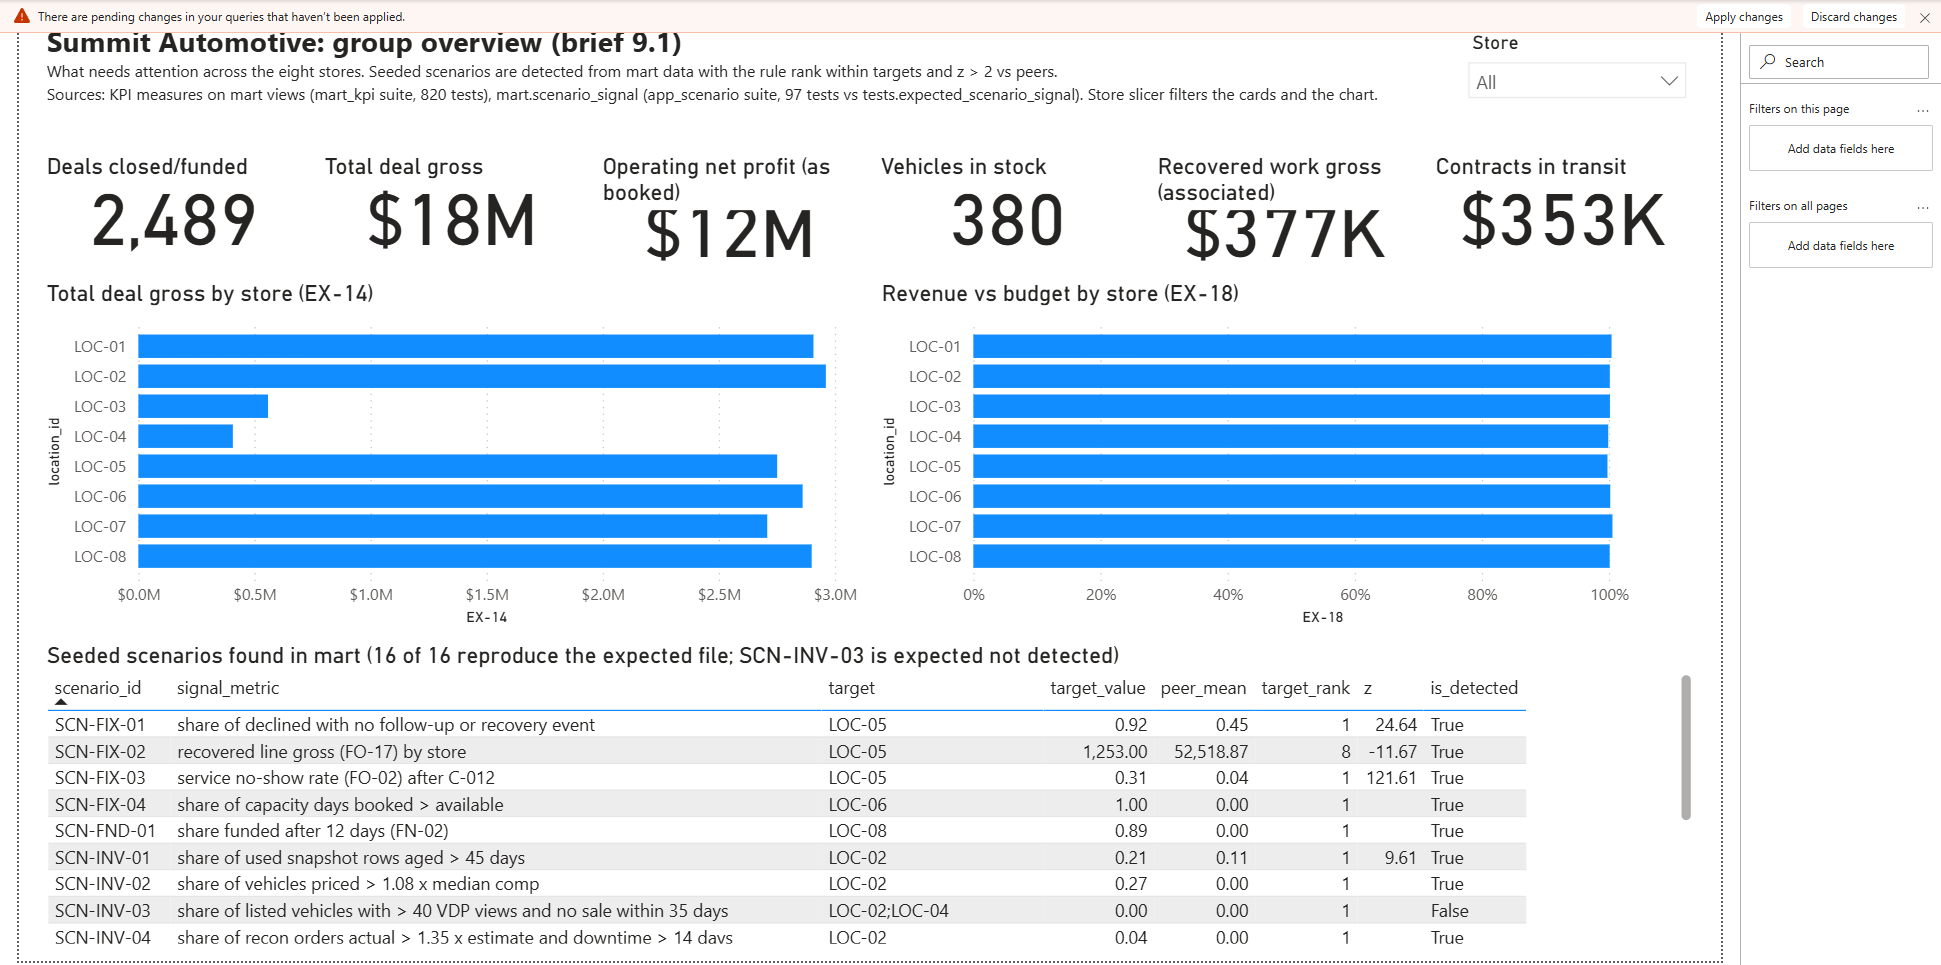 There are pending changes in your queries that haven't been applied.
Apply changes
Discard changes
Summit Automotive: group overview (brief 9.1)
What needs attention across the eight stores. Seeded scenarios are detected from mart data with the rule rank within targets and z > 2 vs peers.
Sources: KPI measures on mart views (mart_kpi suite, 820 tests), mart.scenario_signal (app_scenario suite, 97 tests vs tests.expected_scenario_signal). Store slicer filters the cards and the chart.
Store
All
Search
Filters on this page
...
Add data fields here
Filters on all pages
...
Add data fields here
Deals closed/funded
2,489
Total deal gross
$18M
Operating net profit (as
booked)
$12M
Vehicles in stock
380
Recovered work gross
(associated)
$377K
Contracts in transit
$353K
Total deal gross by store (EX-14)
location_id
LOC-01
LOC-02
LOC-03
LOC-04
LOC-05
LOC-06
LOC-07
LOC-08
$0.0M $0.5M $1.0M $1.5M $2.0M $2.5M $3.0M
EX-14
Revenue vs budget by store (EX-18)
location_id
LOC-01
LOC-02
LOC-03
LOC-04
LOC-05
LOC-06
LOC-07
LOC-08
0% 20% 40% 60% 80% 100%
EX-18
Seeded scenarios found in mart (16 of 16 reproduce the expected file; SCN-INV-03 is expected not detected)
scenario_id signal_metric target target_value peer_mean target_rank z is_detected
SCN-FIX-01 share of declined with no follow-up or recovery event LOC-05 0.92 0.45 1 24.64 True
SCN-FIX-02 recovered line gross (FO-17) by store LOC-05 1,253.00 52,518.87 8 -11.67 True
SCN-FIX-03 service no-show rate (FO-02) after C-012 LOC-05 0.31 0.04 1 121.61 True
SCN-FIX-04 share of capacity days booked > available LOC-06 1.00 0.00 1 True
SCN-FND-01 share funded after 12 days (FN-02) LOC-08 0.89 0.00 1 True
SCN-INV-01 share of used snapshot rows aged > 45 days LOC-02 0.21 0.11 1 9.61 True
SCN-INV-02 share of vehicles priced > 1.08 x median comp LOC-02 0.27 0.00 1 True
SCN-INV-03 share of listed vehicles with > 40 VDP views and no sale within 35 days LOC-02;LOC-04 0.00 0.00 1 False
SCN-INV-04 share of recon orders actual > 1.35 x estimate and downtime > 14 days LOC-02 0.04 0.00 1 True